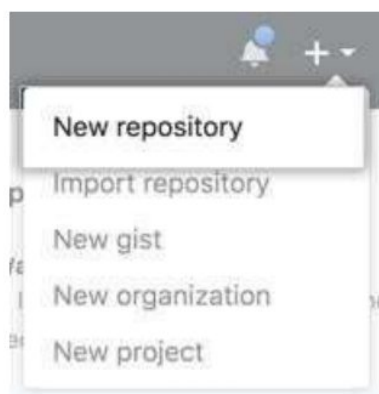 New repository
Import repository
New gist
New organization
New project